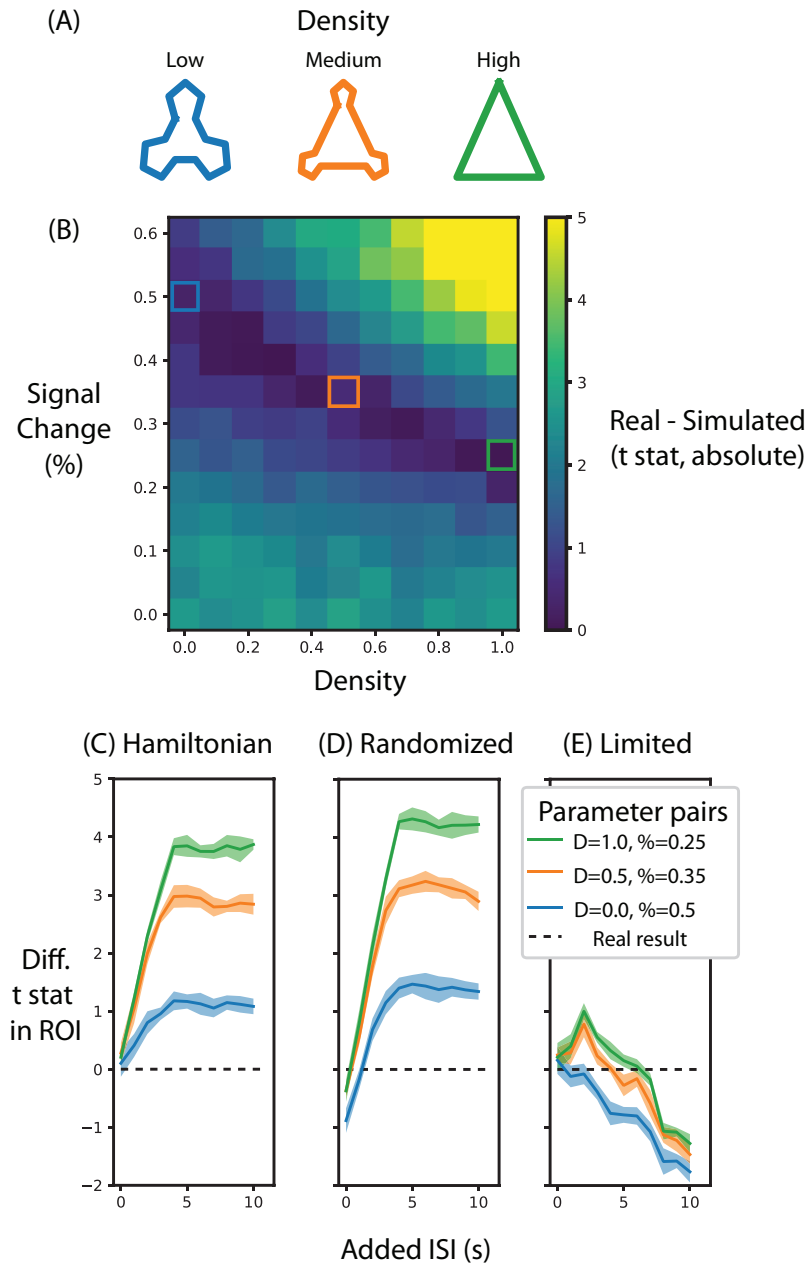 (A)
Density
Low
Medium
High
(B)
0.6
0.5
0.4
0.3
0.2
0.1
0.0
Signal
Change
(%)
0.0
0.2
0.4
0.6
0.8
1.0
Density
5
4
3
2
1
0
Real - Simulated
(t stat, absolute)
(C) Hamiltonian
(D) Randomized
(E) Limited
5
4
3
2
1
0
−1
−2
Diff.
t stat
in ROI
Parameter pairs
D=1.0, %=0.25
D=0.5, %=0.35
D=0.0, %=0.5
Real result
0
5
10
0
5
10
0
5
10
Added ISI (s)